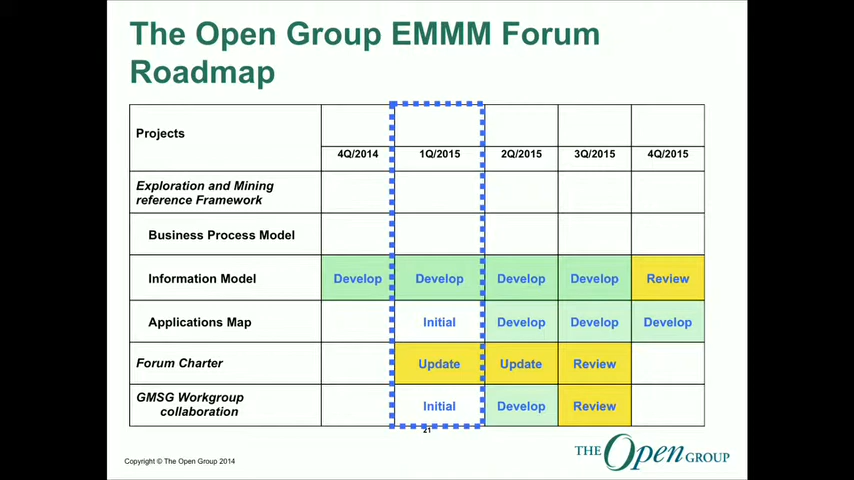 The Open Group EMMM Forum
Roadmap
Projects
4Q/2014 1Q/2015 2Q/2015 3Q/2015 4Q/2015
Exploration and Mining
reference Framework
Business Process Model
Information Model Develop Develop Develop Develop Review
Applications Map Initial Develop Develop Develop
Forum Charter Update Update Review
GMSG Workgroup
collaboration Initial Develop Review
21
Copyright © The Open Group 2014
THE Open GROUP